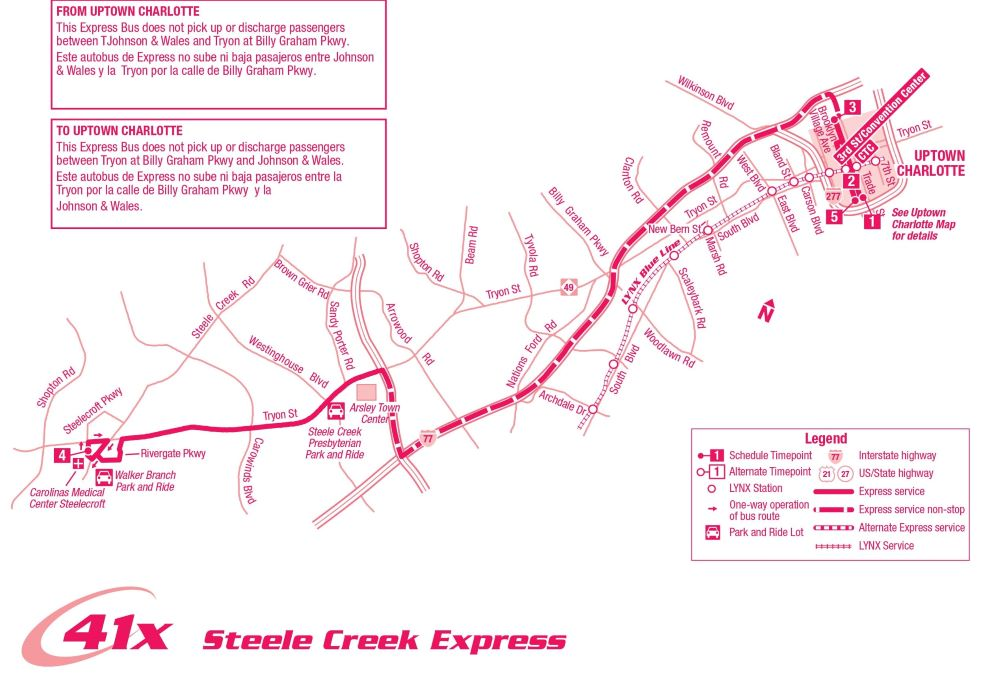 FROM UPTOWN CHARLOTTE
This Express Bus does not pick up or discharge passengers
between TJohnson & Wales and Tryon at Billy Graham Pkwy.
Este autobus de Express no sube ni baja pasajeros entre Johnson
& Wales y la Tryon por la calle de Billy Graham Pkwy.
TO UPTOWN CHARLOTTE
This Express Bus does not pick up or discharge passengers
between Tryon at Billy Graham Pkwy and Johnson & Wales.
Este autobus de Express no sube ni baja pasajeros entre la
Tryon por la calle de Billy Graham Pkwy y la
Johnson & Wales.
Wilkinson Blvd
3
Brooklyn
Village Ave
3rd St/Convention Center
CTC
Tryon St
7th St
Trade
UPTOWN
CHARLOTTE
2
277
5
1
See Uptown
Charlotte Map
for details
Remount
Rd
West Blvd
Bland St
Carson Blvd
East Blvd
Clanton Rd
Tryon St
New Bern St
South Blvd
Marsh Rd
Billy Graham Pkwy
LYNX Blue Line
Scaleybark Rd
Woodlawn Rd
N
Tyvola Rd
Beam Rd
Shopton Rd
Tryon St
49
Nations Ford Rd
South Blvd
Archdale Dr
Brown Grier Rd
Steele Creek Rd
Sandy Porter Rd
Arrowood
Rd
Westinghouse Blvd
Arsley Town
Center
77
Tryon St
Steele Creek
Presbyterian
Park and Ride
Shopton Rd
Steelecroft Pkwy
4
Rivergate Pkwy
Walker Branch
Park and Ride
Carolinas Medical
Center Steelecroft
Carowinds Blvd
Legend
1 Schedule Timepoint
1 Alternate Timepoint
LYNX Station
One-way operation
of bus route
Park and Ride Lot
77 Interstate highway
21 27 US/State highway
Express service
Express service non-stop
Alternate Express service
LYNX Service
41x Steele Creek Express